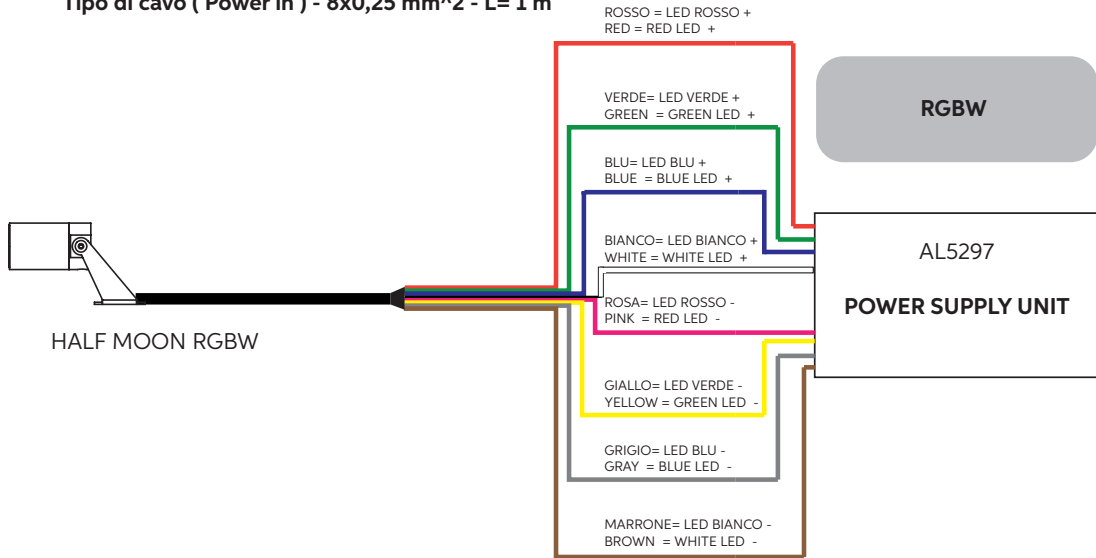 Tipo di cavo ( Power in ) - 8x0,25 mm^2 - L= 1 m
ROSSO = LED ROSSO +
RED = RED LED +
VERDE= LED VERDE +
GREEN = GREEN LED +
RGBW
BLU= LED BLU +
BLUE = BLUE LED +
BIANCO= LED BIANCO +
WHITE = WHITE LED +
AL5297
POWER SUPPLY UNIT
ROSA= LED ROSSO -
PINK = RED LED -
HALF MOON RGBW
GIALLO= LED VERDE -
YELLOW = GREEN LED -
GRIGIO= LED BLU -
GRAY = BLUE LED -
MARRONE= LED BIANCO -
BROWN = WHITE LED -